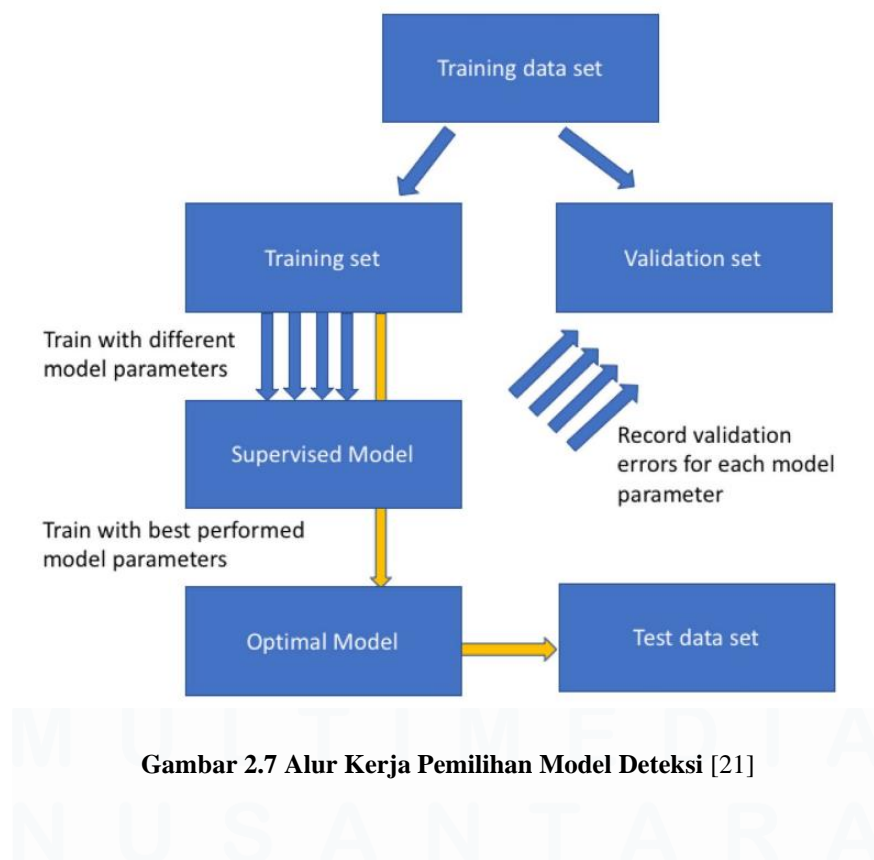 Training data set
Training set
Validation set
Train with different
model parameters
Supervised Model
Record validation
errors for each model
parameter
Train with best performed
model parameters
Optimal Model
Test data set
MULTIMEDIA
Gambar 2.7 Alur Kerja Pemilihan Model Deteksi [21]
NUSANTARA